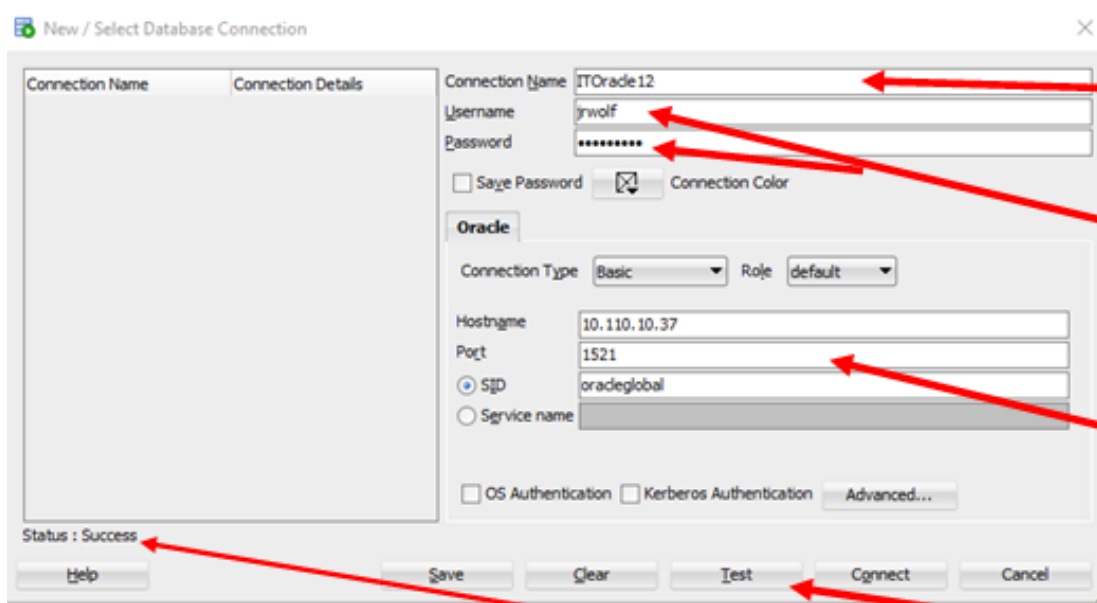 New / Select Database Connection
Connection Name Connection Details
Connection Name ITOracle12
Username jrwolf
Password •••••••••
Save Password Connection Color
Oracle
Connection Type Basic Role default
Hostname 10.110.10.37
Port 1521
SID oracleglobal
Service name
OS Authentication Kerberos Authentication Advanced...
Status : Success
Help Save Clear Test Connect Cancel